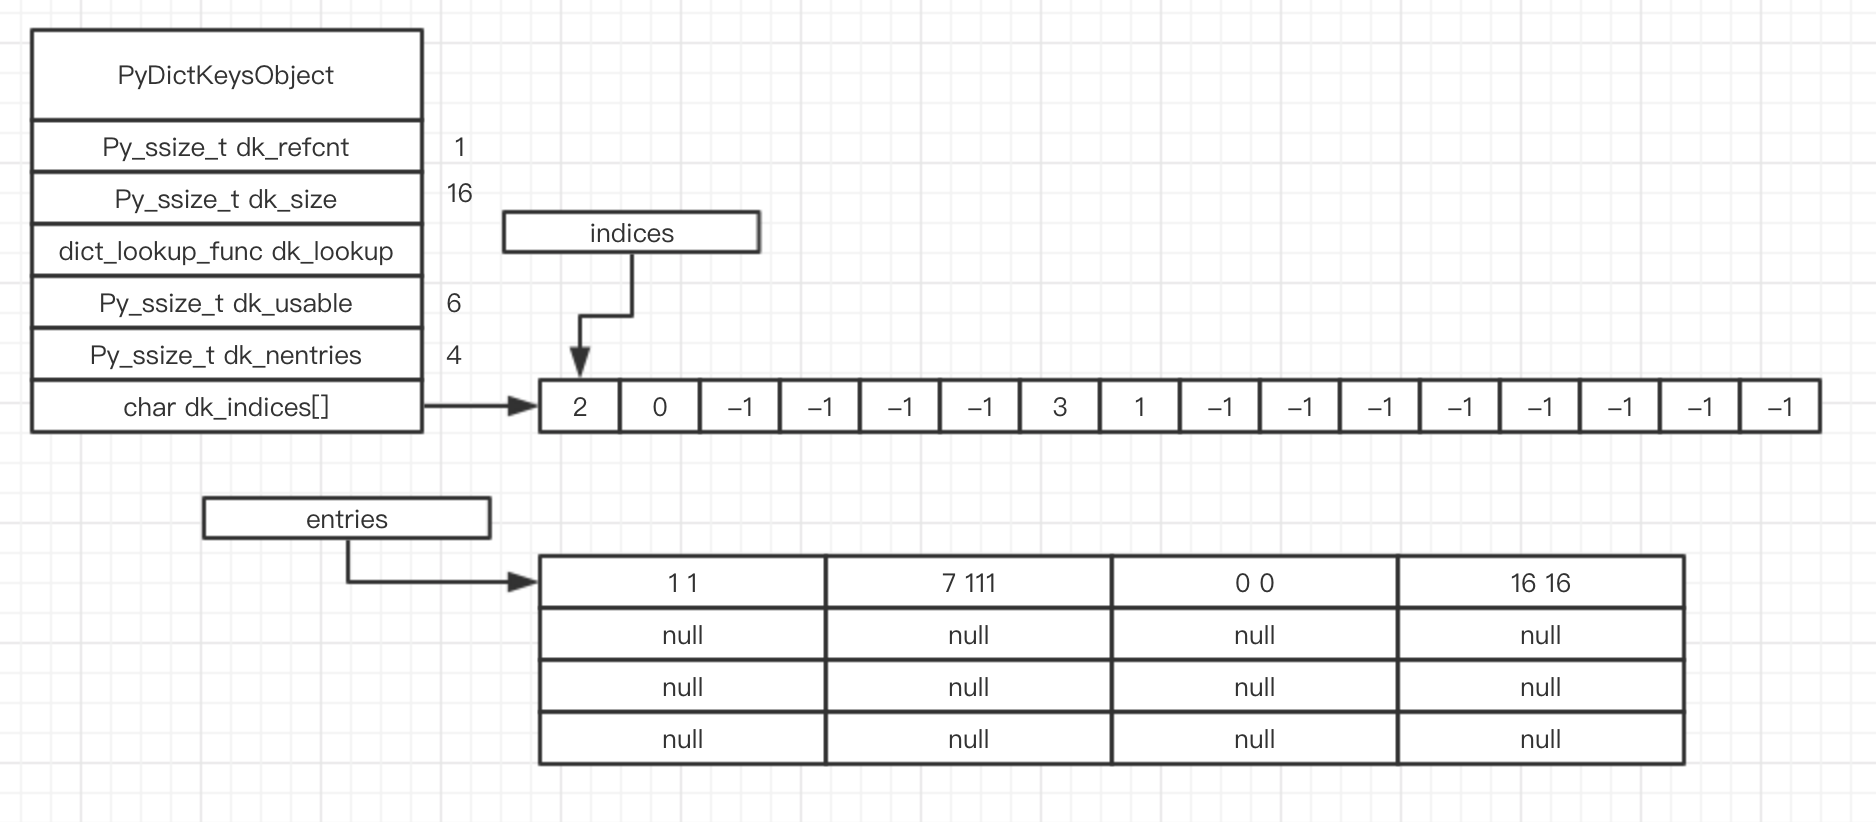 PyDictKeysObject
Py_ssize_t dk_refcnt 1
Py_ssize_t dk_size 16
indices
dict_lookup_func dk_lookup
Py_ssize_t dk_usable 6
Py_ssize_t dk_nentries 4
char dk_indices[] 2 0 –1 –1 –1 –1 3 1 –1 –1 –1 –1 –1 –1 –1 –1
entries
1 1 7 111 0 0 16 16
null null null null
null null null null
null null null null